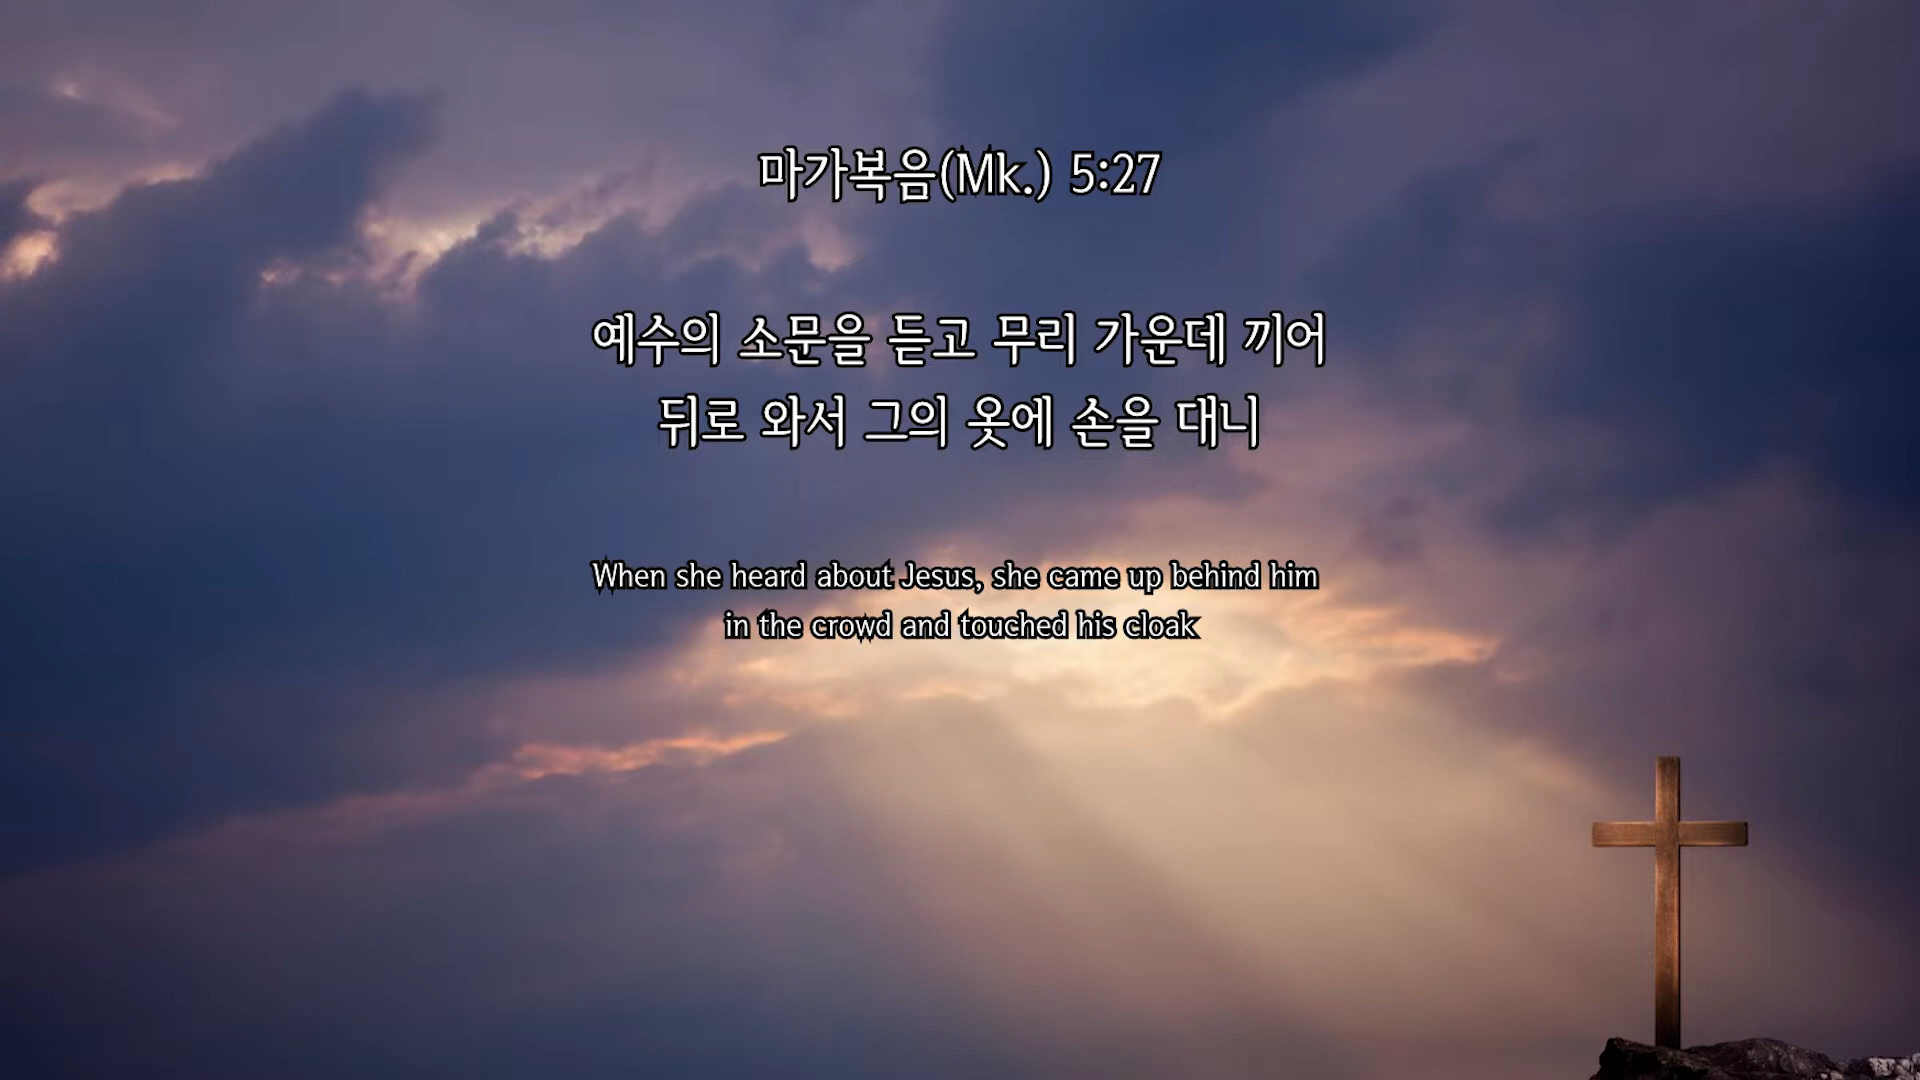 마가복음(Mk.) 5:27
예수의 소문을 듣고 무리 가운데 끼어
뒤로 와서 그의 옷에 손을 대니
When she heard about Jesus, she came up behind him
in the crowd and touched his cloak